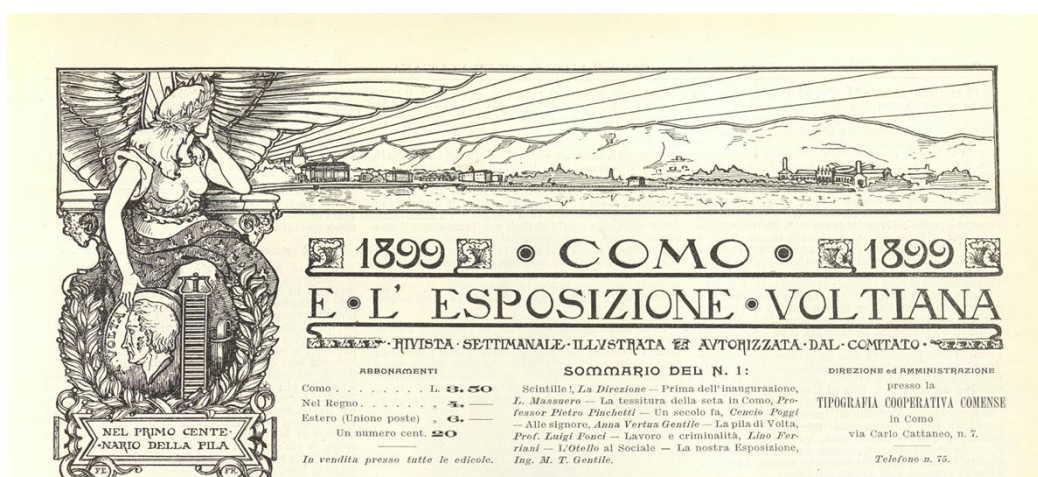 1899 • COMO • 1899
E • L' ESPOSIZIONE • VOLTIANA
· RIVISTA · SETTIMANALE · ILLVSTRATA E AVTORIZZATA · DAL · COMITATO ·
VOLTA
NEL PRIMO CENTE-
-NARIO DELLA PILA
FE
FR
ABBONAMENTI
Como . . . . . . . . L. 3.50
Nel Regno . . . . . . „ 4. —
Estero (Unione poste) „ 6. —
Un numero cent. 20
In vendita presso tutte le edicole.
SOMMARIO DEL N. 1:
Scintille!, La Direzione — Prima dell'inaugurazione,
L. Massuero — La tessitura della seta in Como, Pro-
fessor Pietro Pinchetti — Un secolo fa, Cencio Poggi
— Alle signore, Anna Vertua Gentile — La pila di Volta,
Prof. Luigi Ponci — Lavoro e criminalità, Lino Fer-
riani — L'Otello al Sociale — La nostra Esposizione,
Ing. M. T. Gentile.
DIREZIONE ed AMMINISTRAZIONE
presso la
TIPOGRAFIA COOPERATIVA COMENSE
in Como
via Carlo Cattaneo, n. 7.
Telefono n. 75.